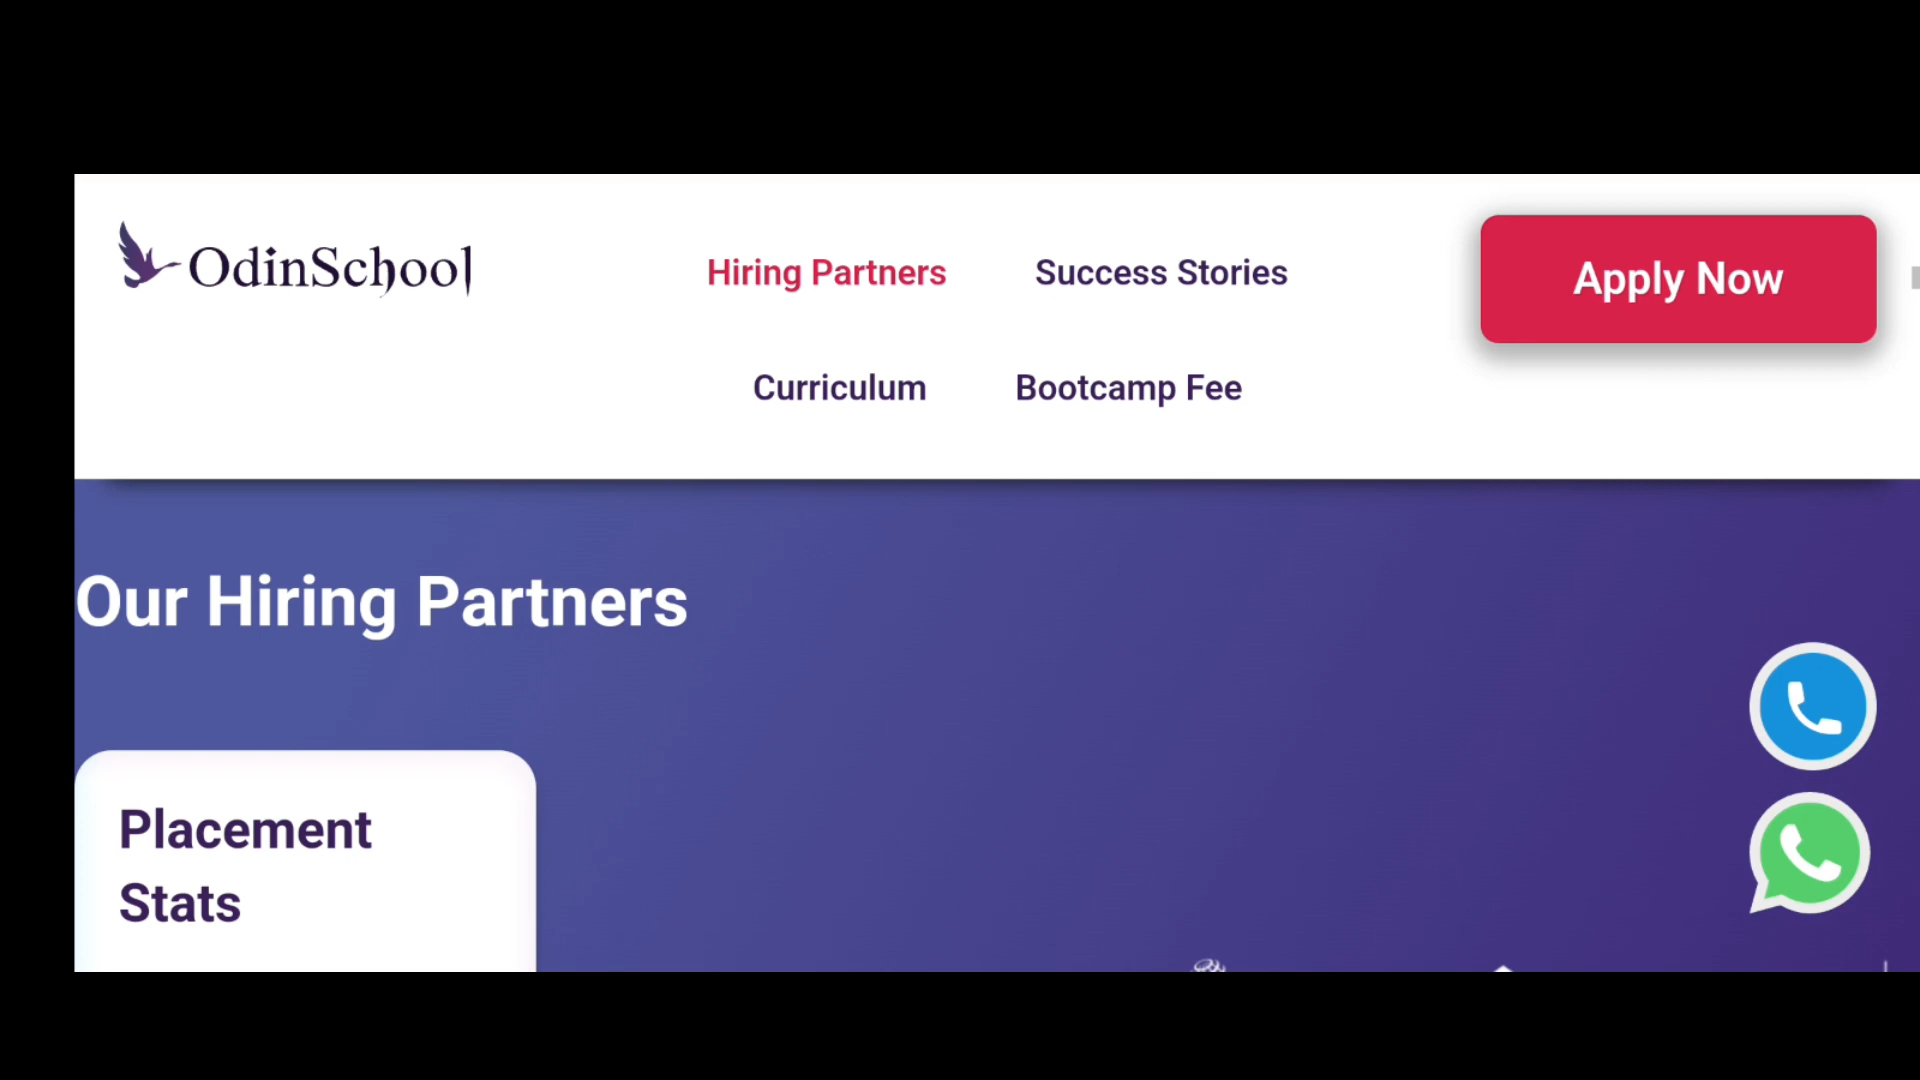 OdinSchool
Hiring Partners
Success Stories
Apply Now
Curriculum
Bootcamp Fee
Our Hiring Partners
Placement
Stats